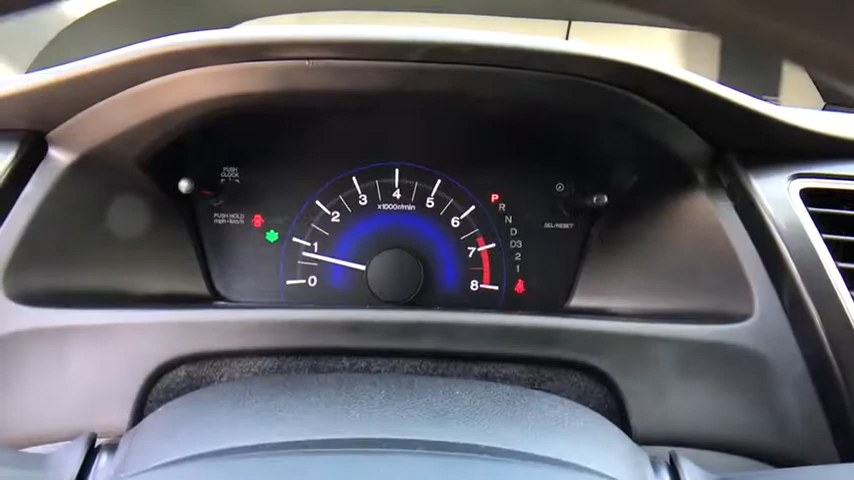 PUSH
CLOCK
PUSH HOLD
mph⇄km/h
0
1
2
3
4
5
6
7
8
x1000r/min
P
R
N
D
D3
2
1
SEL/RESET